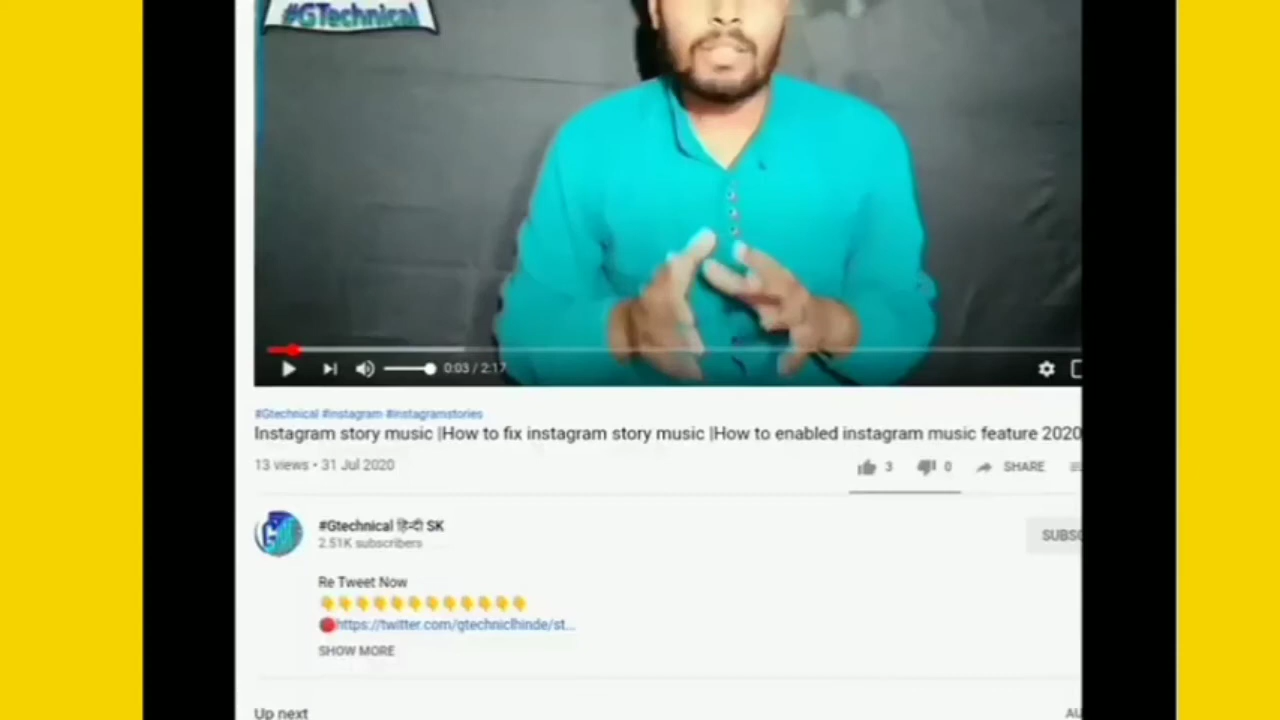 #GTechnical
0:03 / 2:17
#Gtechnical #instagram #instagramstories
Instagram story music |How to fix instagram story music |How to enabled instagram music feature 2020
13 views • 31 Jul 2020
3 0 SHARE
#Gtechnical हिन्दी SK
2.51K subscribers
SUBSC
Re Tweet Now
👇👇👇👇👇👇👇👇👇👇👇👇
🔴https://twitter.com/gtechniclhinde/st...
SHOW MORE
Up next
AU